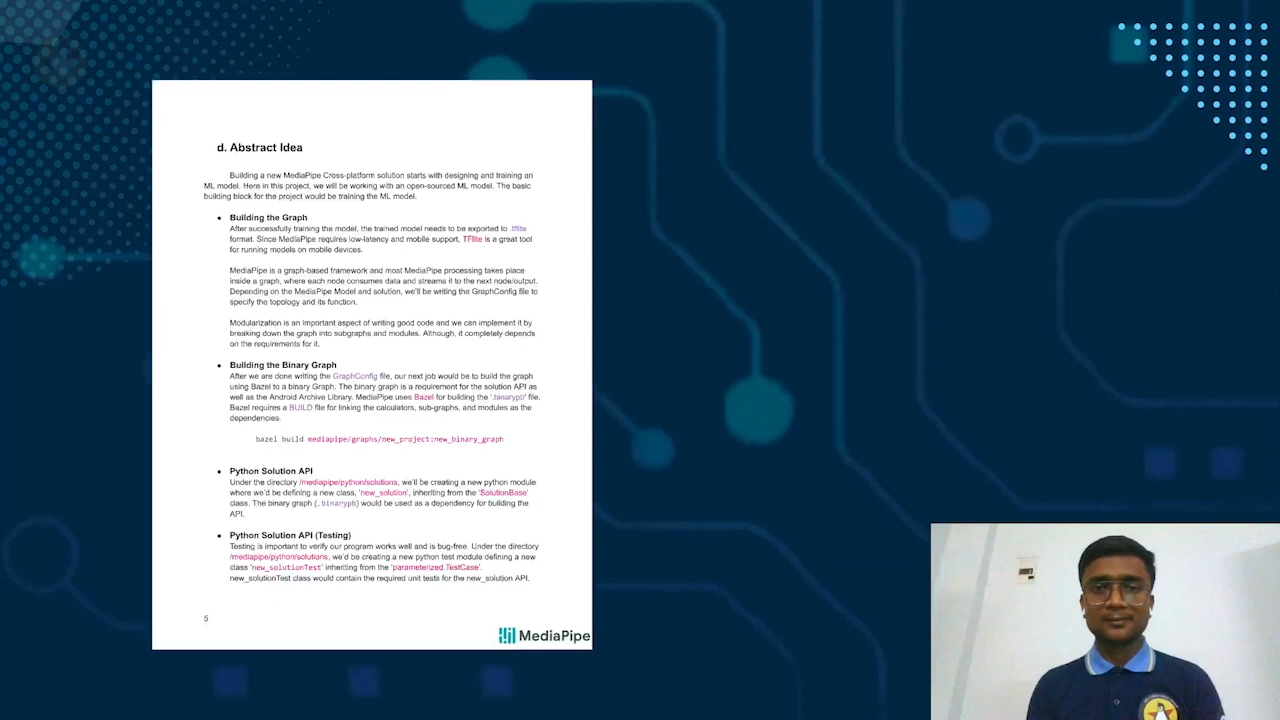 d. Abstract Idea
Building a new MediaPipe Cross-platform solution starts with designing and training an
ML model. Here in this project, we will be working with an open-sourced ML model. The basic
building block for the project would be training the ML model.
• Building the Graph
After successfully training the model, the trained model needs to be exported to .tflite
format. Since MediaPipe requires low-latency and mobile support, TFlite is a great tool
for running models on mobile devices.
MediaPipe is a graph-based framework and most MediaPipe processing takes place
inside a graph, where each node consumes data and streams it to the next node/output.
Depending on the MediaPipe Model and solution, we'll be writing the GraphConfig file to
specify the topology and its function.
Modularization is an important aspect of writing good code and we can implement it by
breaking down the graph into subgraphs and modules. Although, it completely depends
on the requirements for it.
• Building the Binary Graph
After we are done writing the GraphConfig file, our next job would be to build the graph
using Bazel to a binary Graph. The binary graph is a requirement for the solution API as
well as the Android Archive Library. MediaPipe uses Bazel for building the '.binarypb' file.
Bazel requires a BUILD file for linking the calculators, sub-graphs, and modules as the
dependencies.
bazel build mediapipe/graphs/new_project:new_binary_graph
• Python Solution API
Under the directory /mediapipe/python/solutions, we'll be creating a new python module
where we'd be defining a new class, 'new_solution', inheriting from the 'SolutionBase'
class. The binary graph (.binarypb) would be used as a dependency for building the
API.
• Python Solution API (Testing)
Testing is important to verify our program works well and is bug-free. Under the directory
/mediapipe/python/solutions, we'd be creating a new python test module defining a new
class 'new_solutionTest' inheriting from the 'parameterized.TestCase'.
new_solutionTest class would contain the required unit tests for the new_solution API.
5
MediaPipe